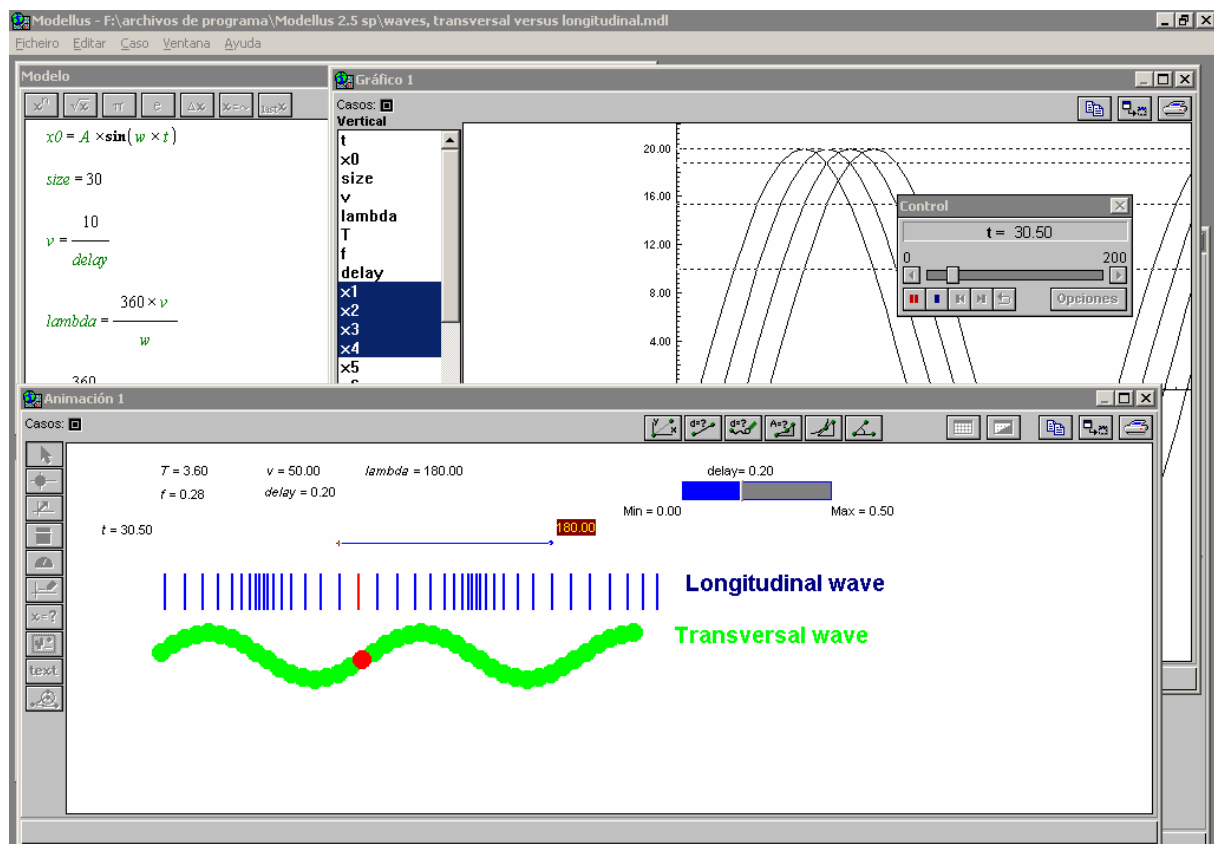 Modellus - F:\archivos de programa\Modellus 2.5 sp\waves, transversal versus longitudinal.mdl
Ficheiro Editar Caso Ventana Ayuda
Modelo
xⁿ √x π e Δx x=~ last x
x0 = A ×sin( w × t )
size = 30
v = 10 / delay
lambda = 360 × v / w
360
Gráfico 1
Casos:
Vertical
t
x0
size
v
lambda
T
f
delay
x1
x2
x3
x4
x5
20.00
16.00
12.00
8.00
4.00
Control
t = 30.50
0 200
Opciones
Animación 1
Casos:
x=?
text
T = 3.60 v = 50.00 lambda = 180.00
f = 0.28 delay = 0.20
t = 30.50
180.00
delay= 0.20
Min = 0.00 Max = 0.50
Longitudinal wave
Transversal wave